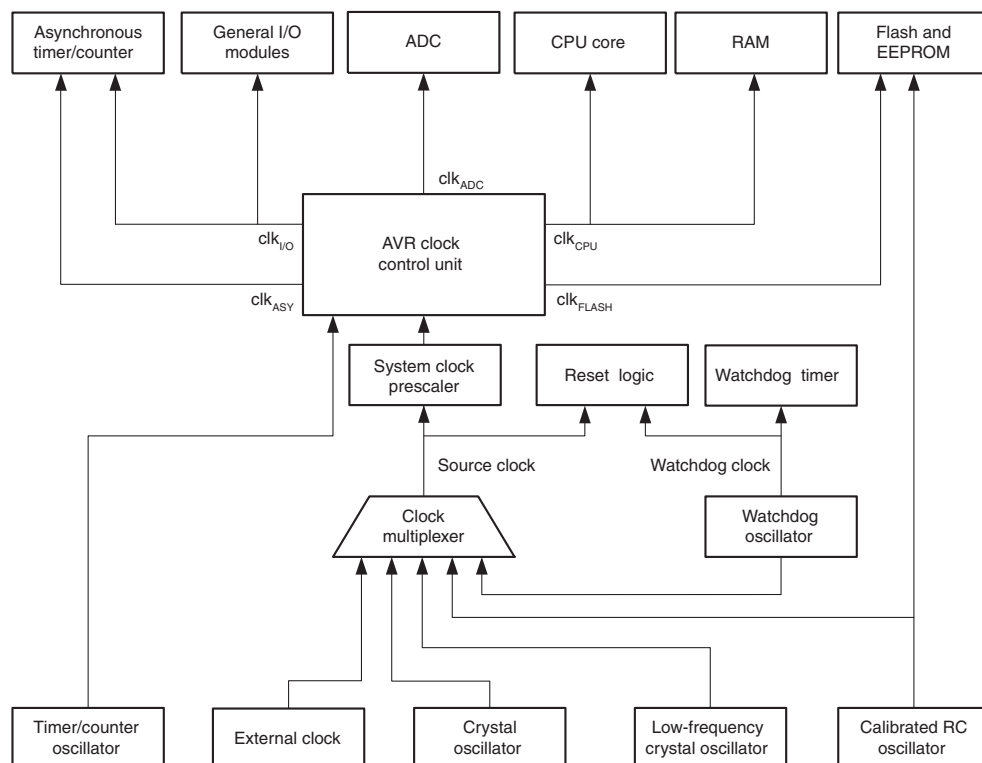 Asynchronous
timer/counter
General I/O
modules
ADC
CPU core
RAM
Flash and
EEPROM
clkADC
clkI/O
AVR clock
control unit
clkCPU
clkASY
clkFLASH
System clock
prescaler
Reset logic
Watchdog timer
Source clock
Watchdog clock
Clock
multiplexer
Watchdog
oscillator
Timer/counter
oscillator
External clock
Crystal
oscillator
Low-frequency
crystal oscillator
Calibrated RC
oscillator